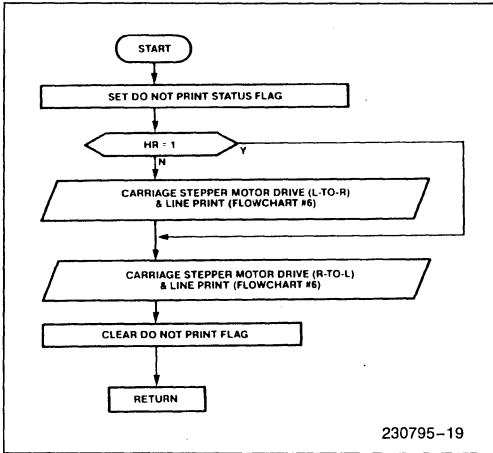 START
SET DO NOT PRINT STATUS FLAG
HR = 1
Y
N
CARRIAGE STEPPER MOTOR DRIVE (L-TO-R)
& LINE PRINT (FLOWCHART #6)
CARRIAGE STEPPER MOTOR DRIVE (R-TO-L)
& LINE PRINT (FLOWCHART #6)
CLEAR DO NOT PRINT FLAG
RETURN
230795–19